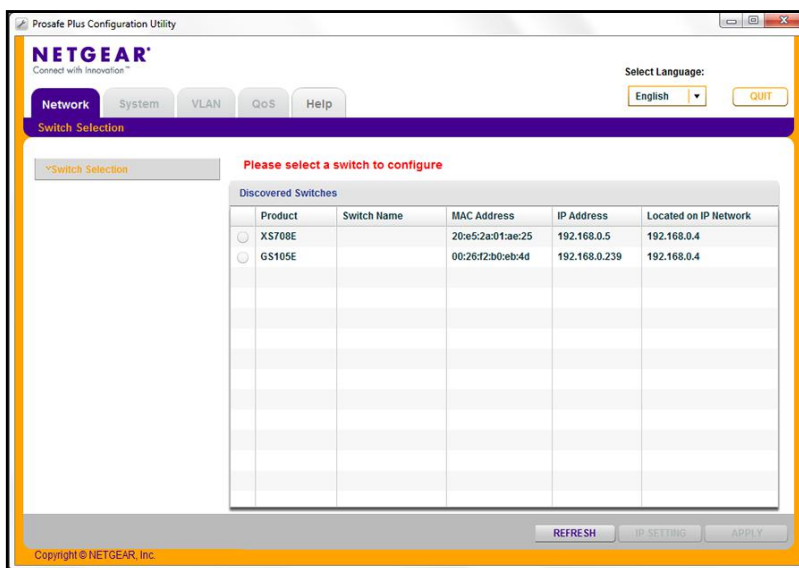 Prosafe Plus Configuration Utility
NETGEAR®
Connect with Innovation™
Select Language:
English
QUIT
Network System VLAN QoS Help
Switch Selection
Switch Selection
Please select a switch to configure
Discovered Switches
Product Switch Name MAC Address IP Address Located on IP Network
XS708E 20:e5:2a:01:ae:25 192.168.0.5 192.168.0.4
GS105E 00:26:f2:b0:eb:4d 192.168.0.239 192.168.0.4
REFRESH IP SETTING APPLY
Copyright © NETGEAR, Inc.